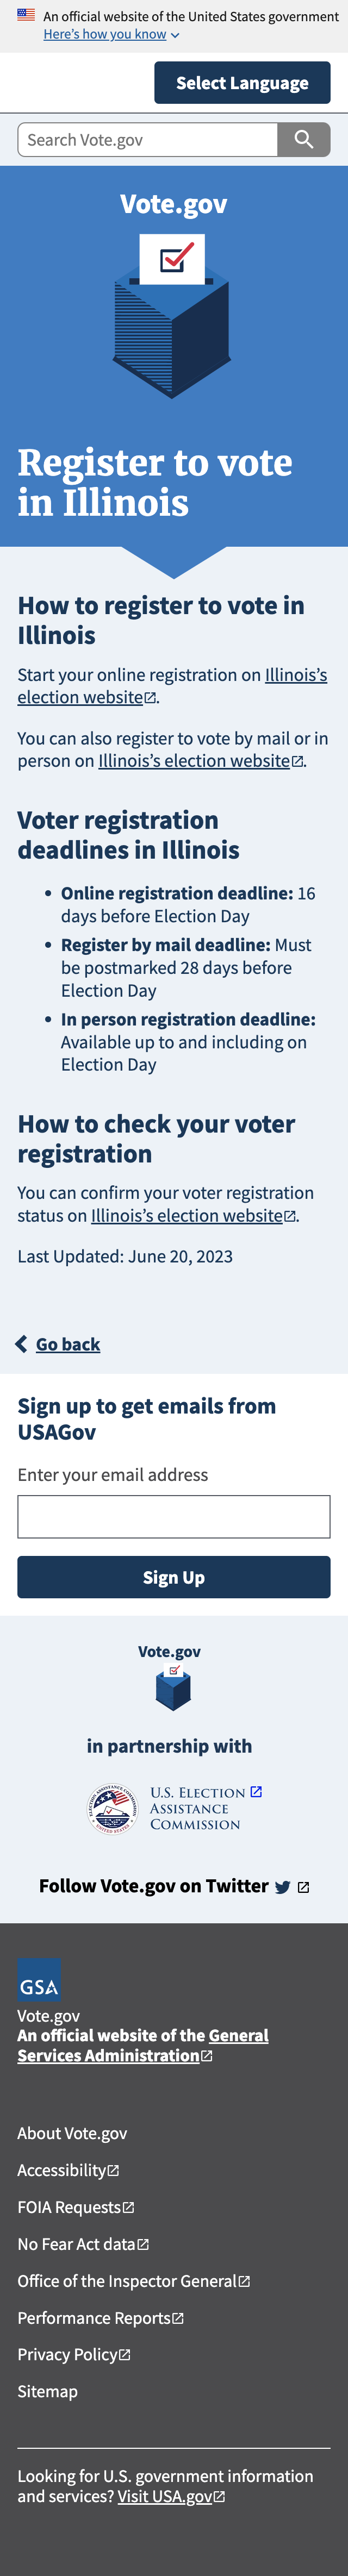 An official website of the United States government
Here's how you know
Select Language
Search Vote.gov
Vote.gov
Register to vote
in Illinois
How to register to vote in
Illinois
Start your online registration on Illinois's
election website.
You can also register to vote by mail or in
person on Illinois's election website.
Voter registration
deadlines in Illinois
• Online registration deadline: 16
days before Election Day
• Register by mail deadline: Must
be postmarked 28 days before
Election Day
• In person registration deadline:
Available up to and including on
Election Day
How to check your voter
registration
You can confirm your voter registration
status on Illinois's election website.
Last Updated: June 20, 2023
Go back
Sign up to get emails from
USAGov
Enter your email address
Sign Up
Vote.gov
in partnership with
U.S. ELECTION
ASSISTANCE
COMMISSION
Follow Vote.gov on Twitter
GSA
Vote.gov
An official website of the General
Services Administration
About Vote.gov
Accessibility
FOIA Requests
No Fear Act data
Office of the Inspector General
Performance Reports
Privacy Policy
Sitemap
Looking for U.S. government information
and services? Visit USA.gov